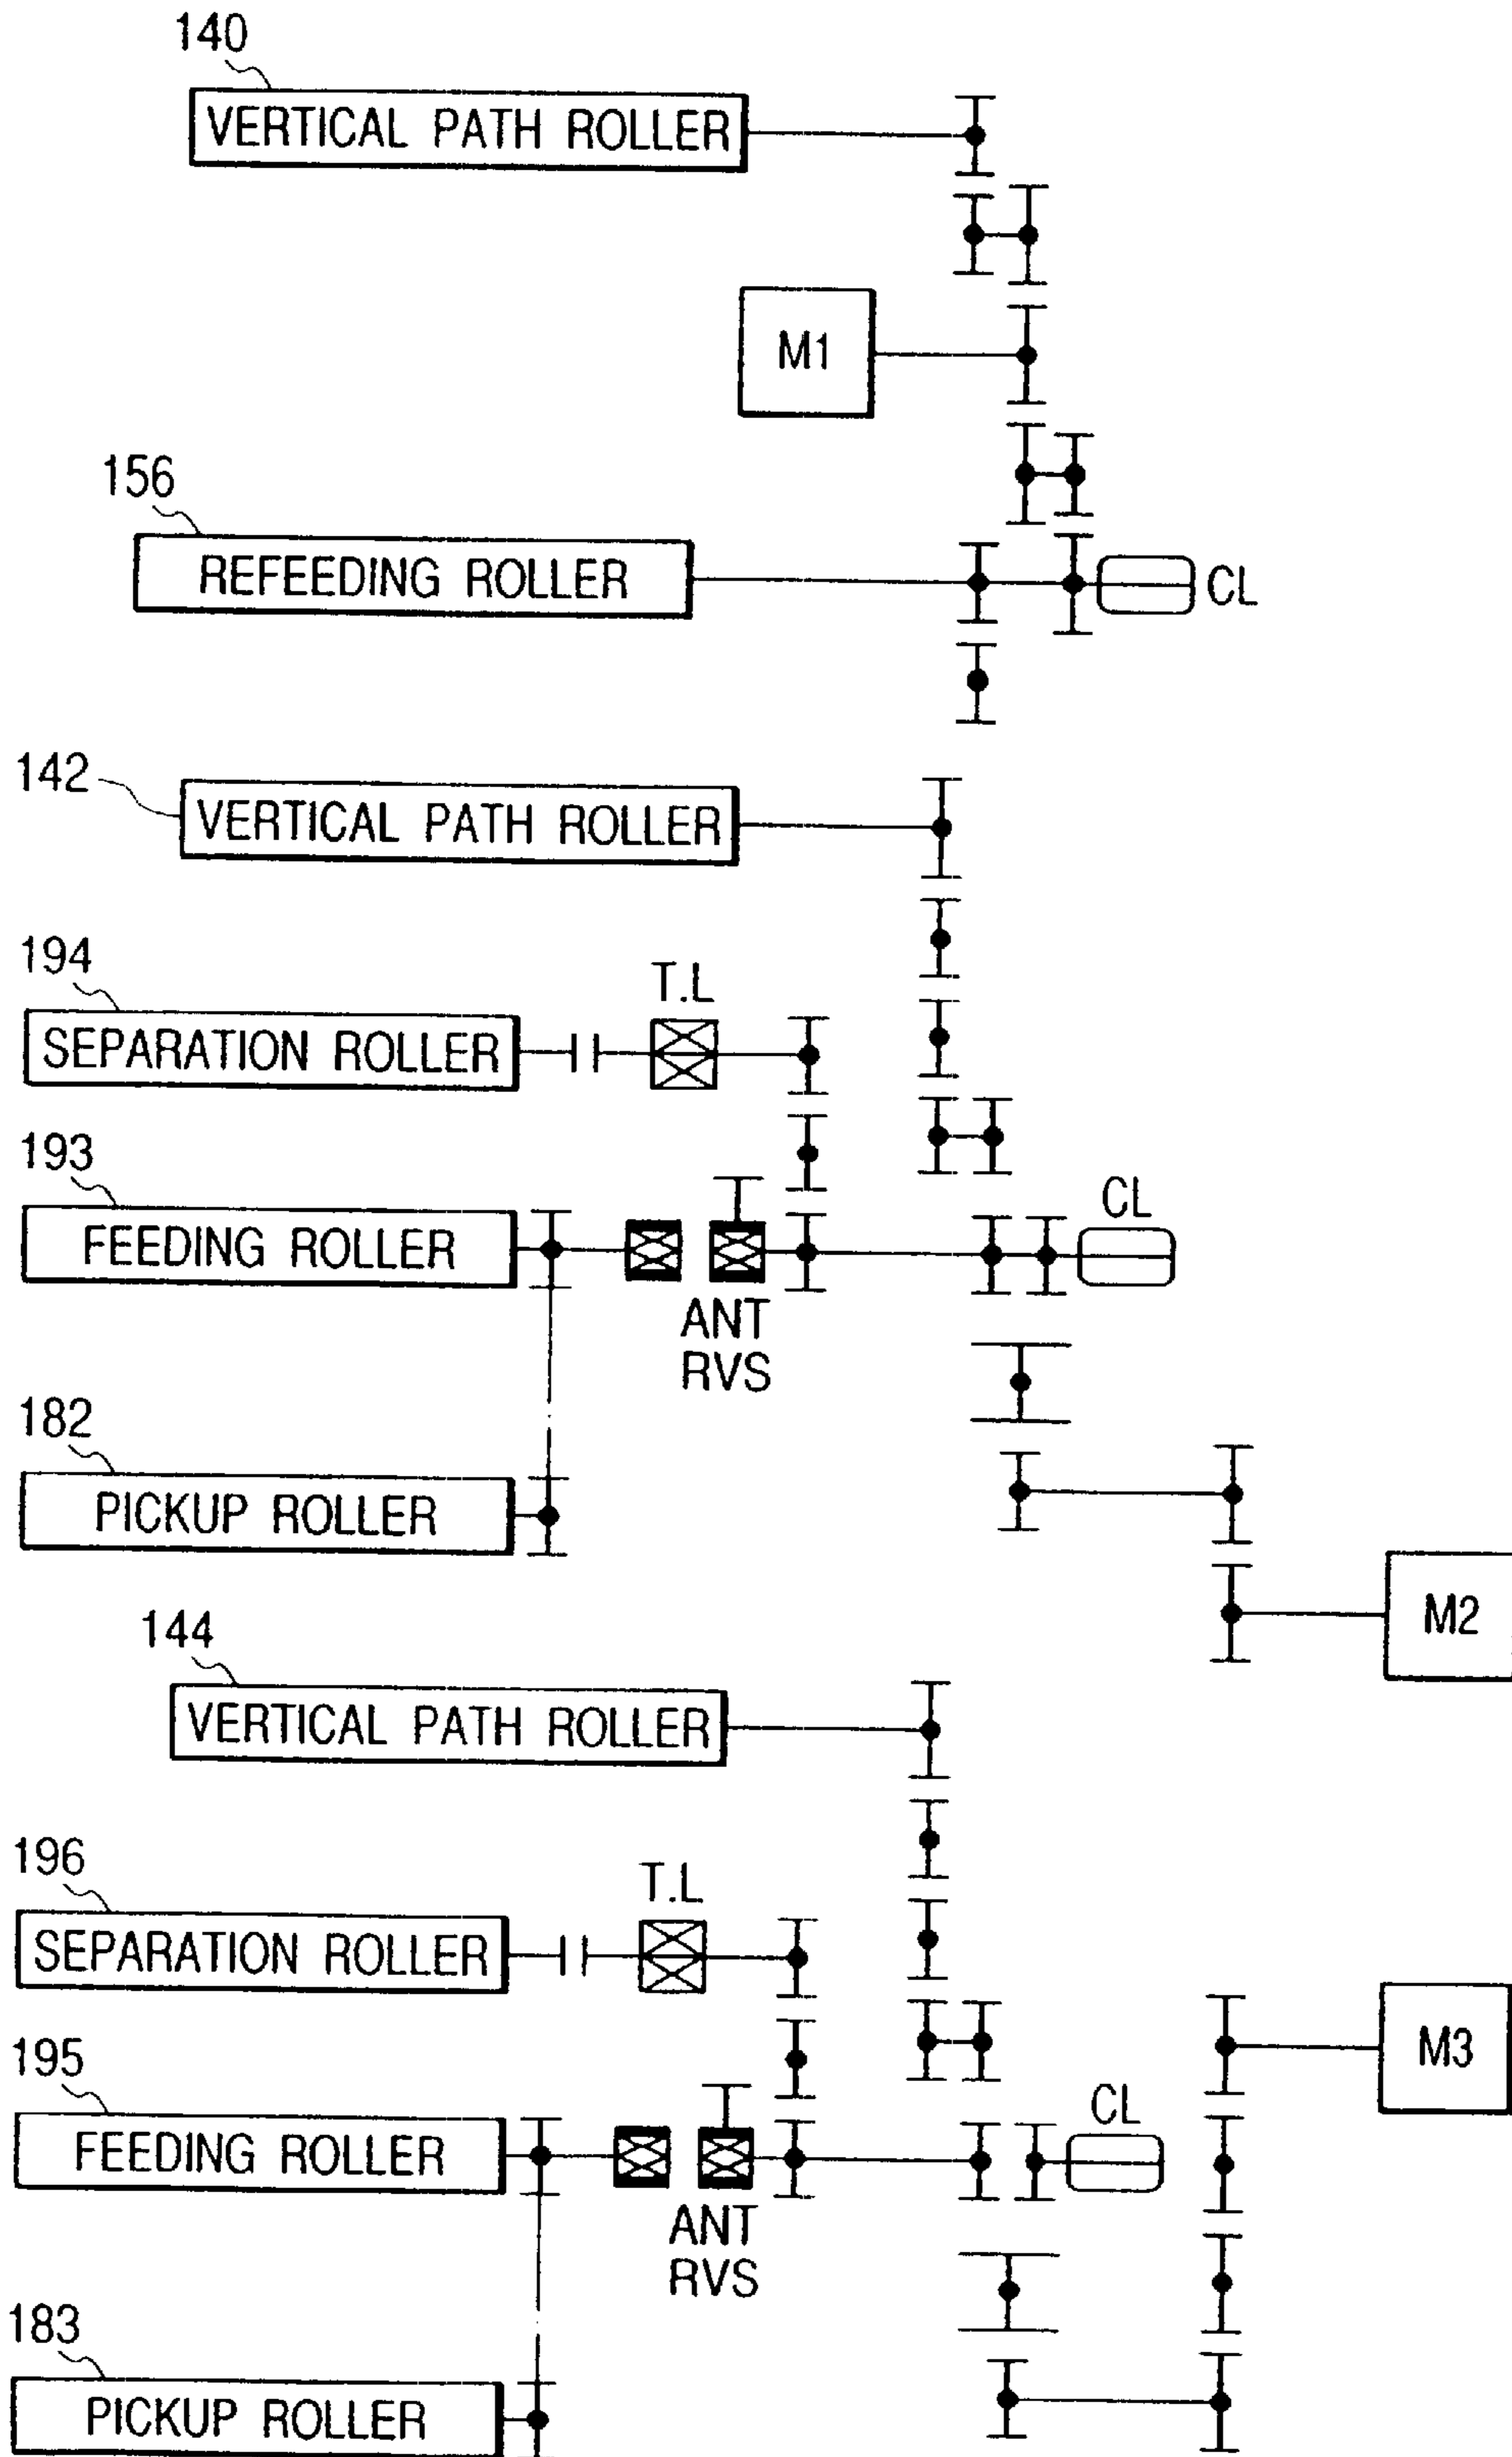 140
VERTICAL PATH ROLLER
M1
156
REFEEDING ROLLER
CL
142
VERTICAL PATH ROLLER
194
T.L
SEPARATION ROLLER
193
CL
FEEDING ROLLER
ANT
RVS
182
PICKUP ROLLER
M2
144
VERTICAL PATH ROLLER
196
T.L
SEPARATION ROLLER
M3
195
CL
FEEDING ROLLER
ANT
RVS
183
PICKUP ROLLER